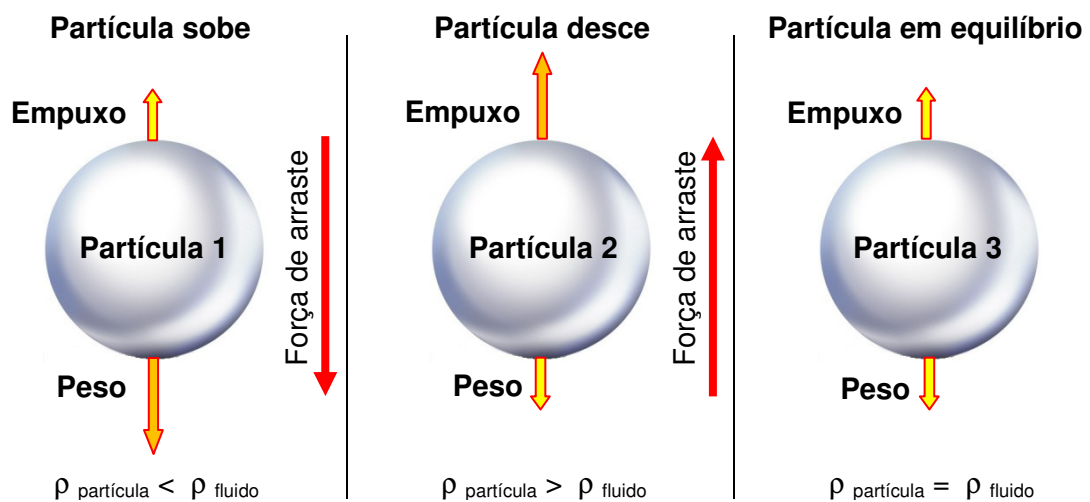 Partícula sobe
Empuxo
Partícula 1
Força de arraste
Peso
ρ partícula < ρ fluido
Partícula desce
Empuxo
Partícula 2
Força de arraste
Peso
ρ partícula > ρ fluido
Partícula em equilíbrio
Empuxo
Partícula 3
Peso
ρ partícula = ρ fluido